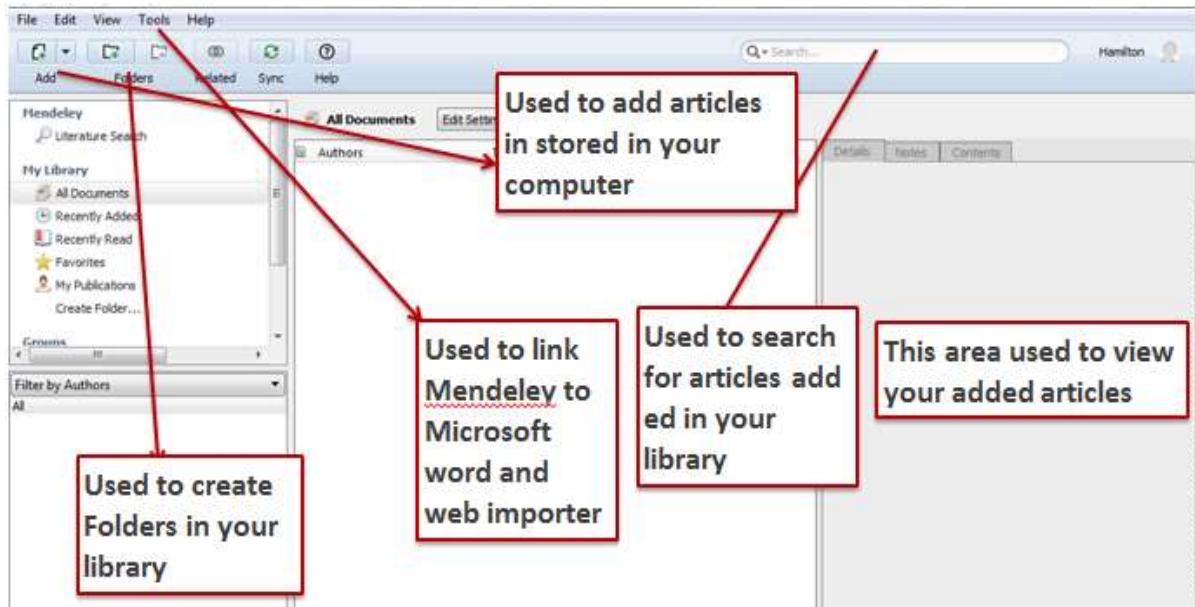 File Edit View Tools Help
Search...
Hamilton
Add Folders Related Sync Help
Mendeley
Literature Search
My Library
All Documents
Recently Added
Recently Read
Favorites
My Publications
Create Folder...
Groups
Filter by Authors
All
All Documents Edit Settin
Authors
Details Notes Contents
Used to add articles
in stored in your
computer
Used to link
Mendeley to
Microsoft
word and
web importer
Used to search
for articles add
ed in your
library
This area used to view
your added articles
Used to create
Folders in your
library